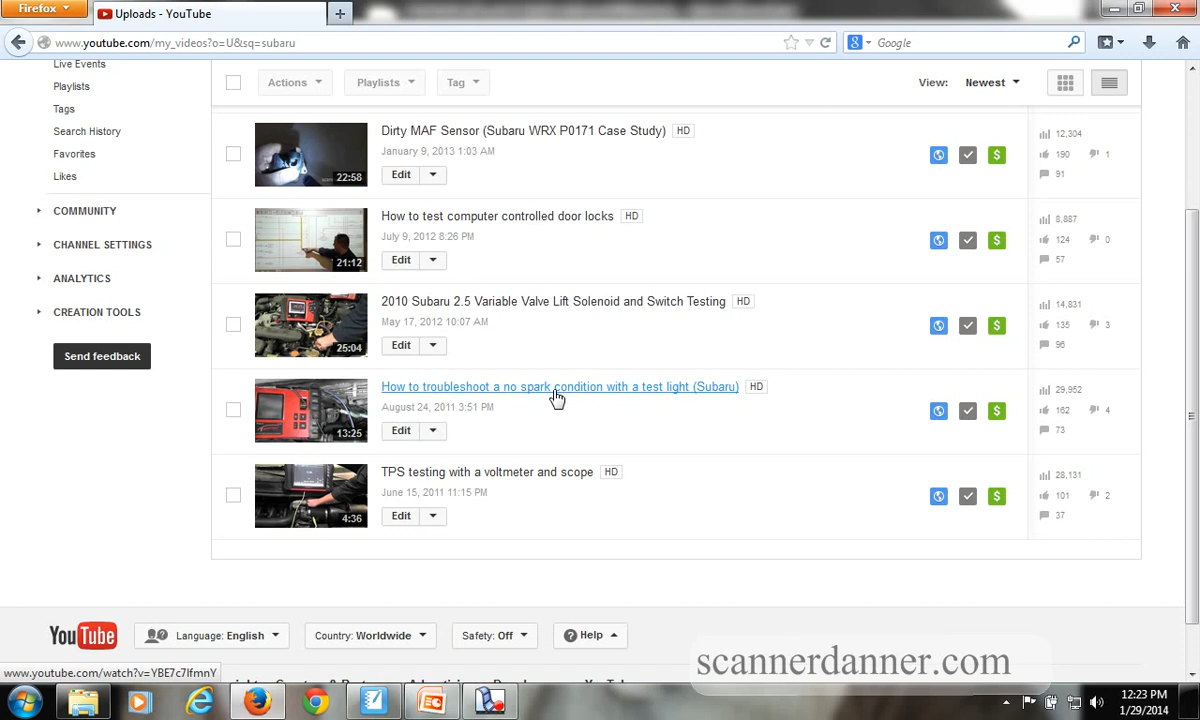 Firefox
Uploads - YouTube
www.youtube.com/my_videos?o=U&sq=subaru
Google
Live Events
Playlists
Tags
Search History
Favorites
Likes
COMMUNITY
CHANNEL SETTINGS
ANALYTICS
CREATION TOOLS
Send feedback
Actions Playlists Tag View: Newest
Dirty MAF Sensor (Subaru WRX P0171 Case Study) HD
January 9, 2013 1:03 AM
Edit
22:58
12,304
190 1
91
How to test computer controlled door locks HD
July 9, 2012 8:26 PM
Edit
21:12
8,887
124 0
57
2010 Subaru 2.5 Variable Valve Lift Solenoid and Switch Testing HD
May 17, 2012 10:07 AM
Edit
25:04
14,831
135 3
96
How to troubleshoot a no spark condition with a test light (Subaru) HD
August 24, 2011 3:51 PM
Edit
13:25
29,952
162 4
73
TPS testing with a voltmeter and scope HD
June 15, 2011 11:15 PM
Edit
4:36
28,131
101 2
37
YouTube Language: English Country: Worldwide Safety: Off Help
scannerdanner.com
www.youtube.com/watch?v=YBE7c7lfmnY
12:23 PM
1/29/2014